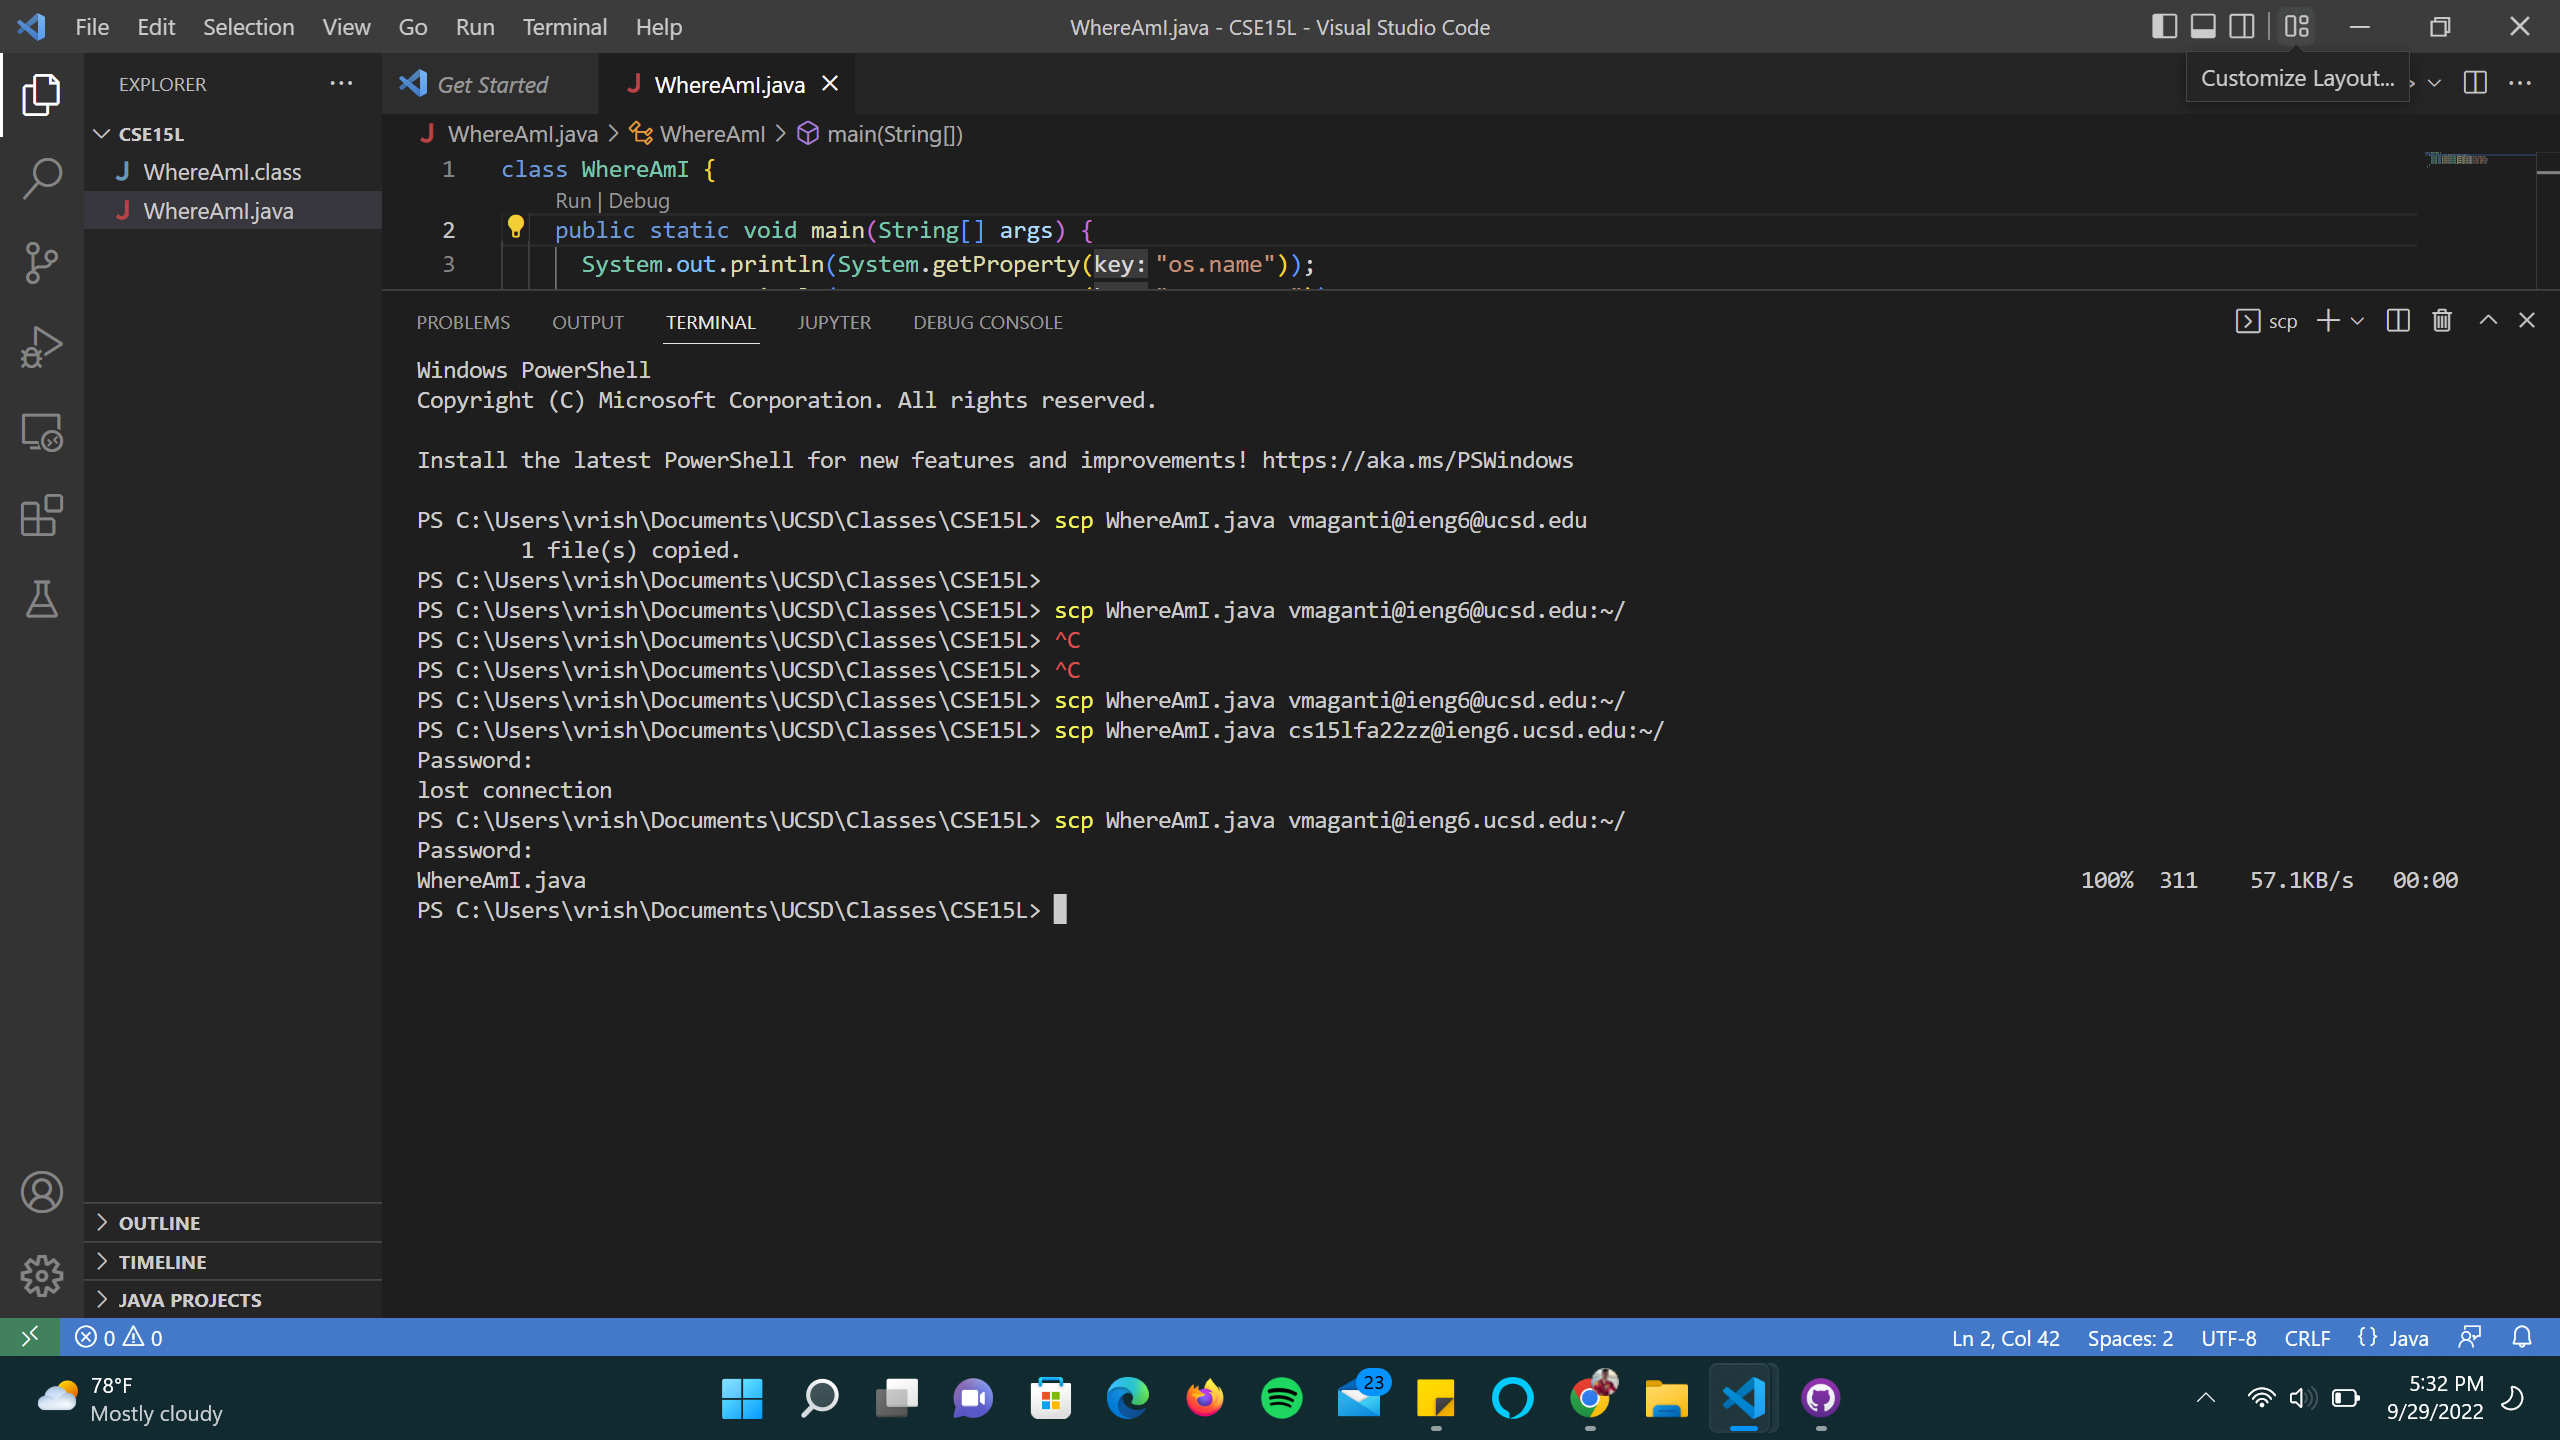 File Edit Selection View Go Run Terminal Help
WhereAmI.java - CSE15L - Visual Studio Code
Customize Layout...
EXPLORER
CSE15L
WhereAmI.class
WhereAmI.java
OUTLINE
TIMELINE
JAVA PROJECTS
Get Started
WhereAmI.java
WhereAmI.java > WhereAmI > main(String[])
1 class WhereAmI {
Run | Debug
2 public static void main(String[] args) {
3 System.out.println(System.getProperty(key: "os.name"));
PROBLEMS OUTPUT TERMINAL JUPYTER DEBUG CONSOLE
scp
Windows PowerShell
Copyright (C) Microsoft Corporation. All rights reserved.
Install the latest PowerShell for new features and improvements! https://aka.ms/PSWindows
PS C:\Users\vrish\Documents\UCSD\Classes\CSE15L> scp WhereAmI.java vmaganti@ieng6@ucsd.edu
1 file(s) copied.
PS C:\Users\vrish\Documents\UCSD\Classes\CSE15L>
PS C:\Users\vrish\Documents\UCSD\Classes\CSE15L> scp WhereAmI.java vmaganti@ieng6@ucsd.edu:~/
PS C:\Users\vrish\Documents\UCSD\Classes\CSE15L> ^C
PS C:\Users\vrish\Documents\UCSD\Classes\CSE15L> ^C
PS C:\Users\vrish\Documents\UCSD\Classes\CSE15L> scp WhereAmI.java vmaganti@ieng6@ucsd.edu:~/
PS C:\Users\vrish\Documents\UCSD\Classes\CSE15L> scp WhereAmI.java cs15lfa22zz@ieng6.ucsd.edu:~/
Password:
lost connection
PS C:\Users\vrish\Documents\UCSD\Classes\CSE15L> scp WhereAmI.java vmaganti@ieng6.ucsd.edu:~/
Password:
WhereAmI.java 100% 311 57.1KB/s 00:00
PS C:\Users\vrish\Documents\UCSD\Classes\CSE15L>
0 0
Ln 2, Col 42 Spaces: 2 UTF-8 CRLF {} Java
78°F
Mostly cloudy
23
5:32 PM
9/29/2022